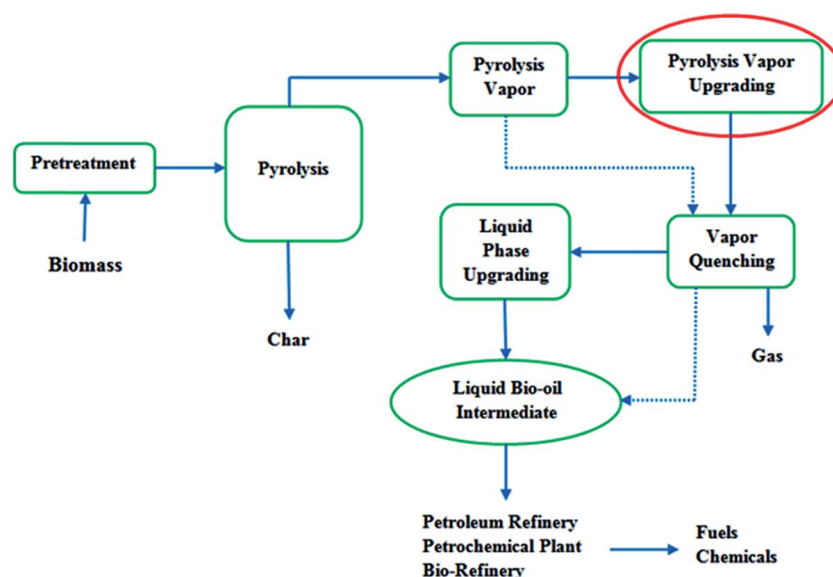 Pyrolysis
Vapor
Pyrolysis Vapor
Upgrading
Pretreatment
Pyrolysis
Biomass
Liquid
Phase
Upgrading
Vapor
Quenching
Char
Gas
Liquid Bio-oil
Intermediate
Petroleum Refinery
Petrochemical Plant
Bio-Refinery
Fuels
Chemicals